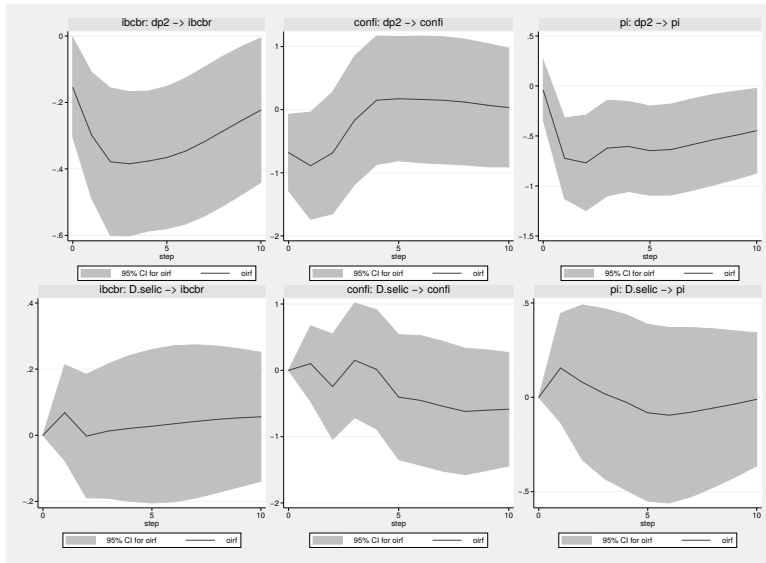 ibcbr: dp2 −> ibcbr
0
−.2
−.4
−.6
0 5 10
step
95% CI for oirf oirf
confi: dp2 −> confi
1
0
−1
−2
0 5 10
step
95% CI for oirf oirf
pi: dp2 −> pi
.5
0
−.5
−1
−1.5
0 5 10
step
95% CI for oirf oirf
ibcbr: D.selic −> ibcbr
.4
.2
0
−.2
0 5 10
step
95% CI for oirf oirf
confi: D.selic −> confi
1
0
−1
−2
0 5 10
step
95% CI for oirf oirf
pi: D.selic −> pi
.5
0
−.5
0 5 10
step
95% CI for oirf oirf